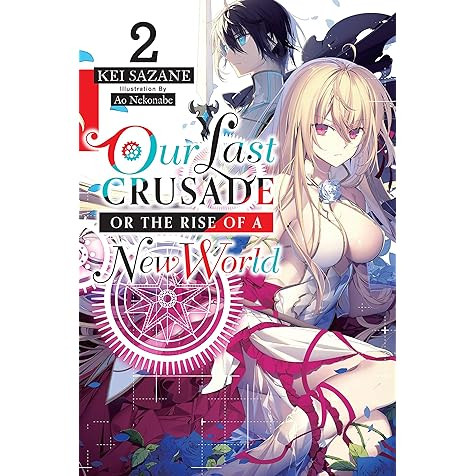 2
KEI SAZANE
Illustration By
Ao Nekonabe
Our Last
CRUSADE
OR THE RISE OF A
New World